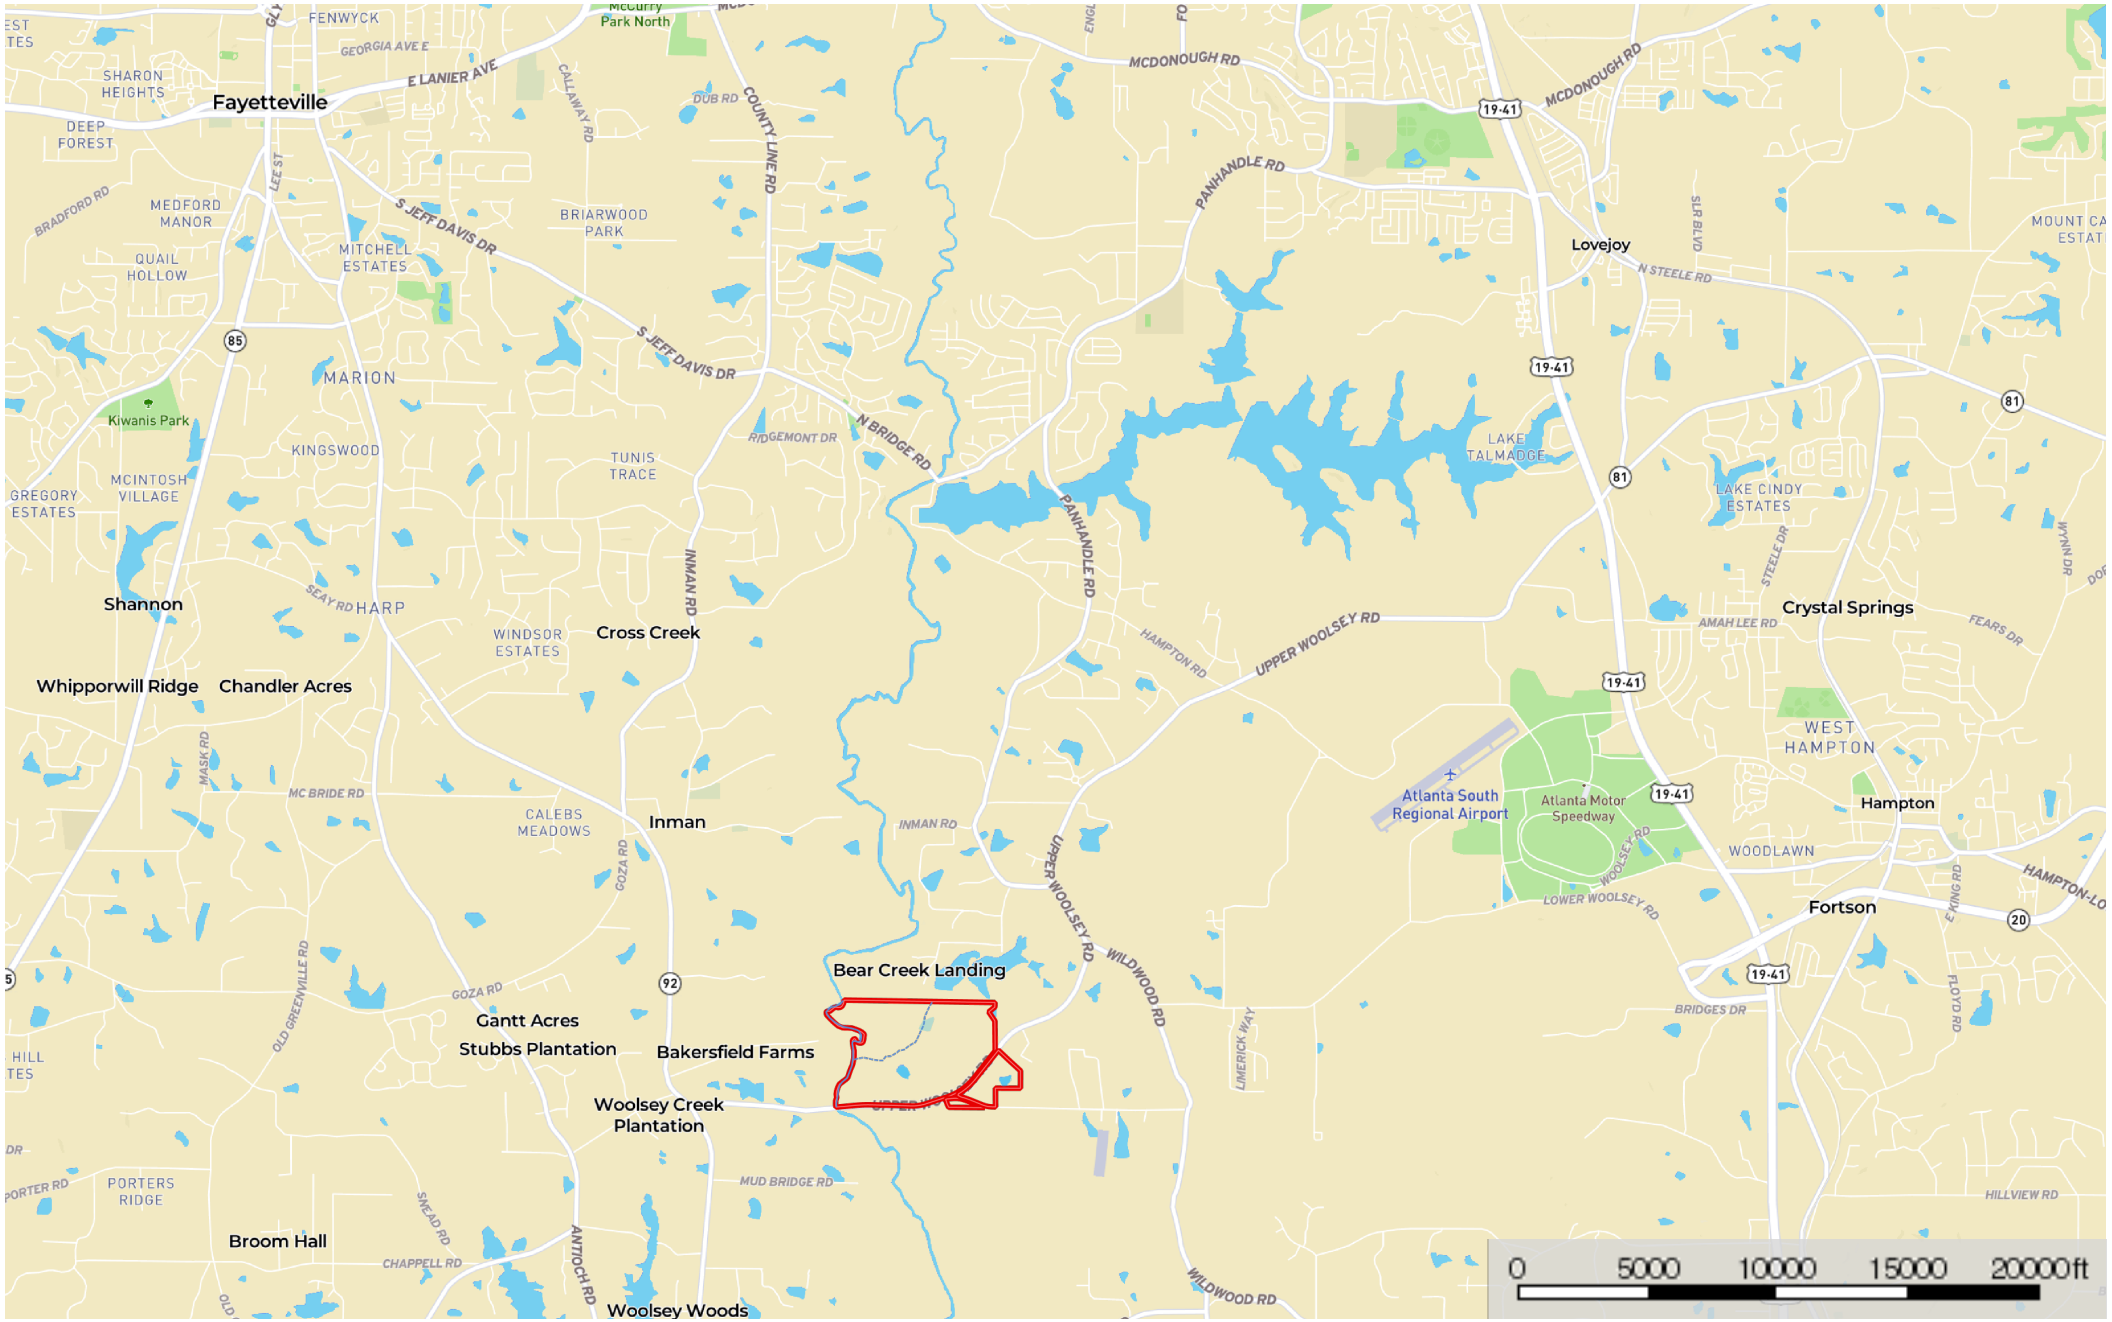 FENWYCK
McCurry
Park North
GEORGIA AVE E
SHARON
HEIGHTS
E LANIER AVE
Fayetteville
CALLAWAY RD
DUB RD
COUNTY LINE RD
MCDONOUGH RD
19-41
MCDONOUGH RD
DEEP
FOREST
LEE ST
PANHANDLE RD
BRADFORD RD
MEDFORD
MANOR
S JEFF DAVIS DR
BRIARWOOD
PARK
SLR BLVD
MOUNT CA
ESTAT
MITCHELL
ESTATES
Lovejoy
QUAIL
HOLLOW
N STEELE RD
85
S JEFF DAVIS DR
19-41
MARION
81
Kiwanis Park
N BRIDGE RD
RIDGEMONT DR
KINGSWOOD
LAKE
TALMADGE
TUNIS
TRACE
81
MCINTOSH
VILLAGE
GREGORY
ESTATES
LAKE CINDY
ESTATES
PANHANDLE RD
INMAN RD
STEELE DR
WYNN DR
Shannon
SEAY RD
HARP
Crystal Springs
AMAH LEE RD
FEARS DR
Cross Creek
WINDSOR
ESTATES
HAMPTON RD
UPPER WOOLSEY RD
Whipporwill Ridge
Chandler Acres
19-41
WEST
HAMPTON
MASK RD
MC BRIDE RD
Atlanta South
Regional Airport
Atlanta Motor
Speedway
19-41
Hampton
CALEBS
MEADOWS
Inman
INMAN RD
GOZA RD
UPPER WOOLSEY RD
WOOLSEY RD
WOODLAWN
HAMPTON-LO
E KING RD
LOWER WOOLSEY RD
Fortson
20
OLD GREENVILLE RD
WILDWOOD RD
Bear Creek Landing
19-41
5
92
GOZA RD
FLOYD RD
BRIDGES DR
LIMERICK WAY
Gantt Acres
Stubbs Plantation
Bakersfield Farms
HILL
TES
UPPER WOOLSEY RD
Woolsey Creek
Plantation
DR
PORTER RD
PORTERS
RIDGE
MUD BRIDGE RD
HILLVIEW RD
SNEAD RD
Broom Hall
ANTIOCH RD
CHAPPELL RD
WILDWOOD RD
OLD
Woolsey Woods
0 5000 10000 15000 20000ft